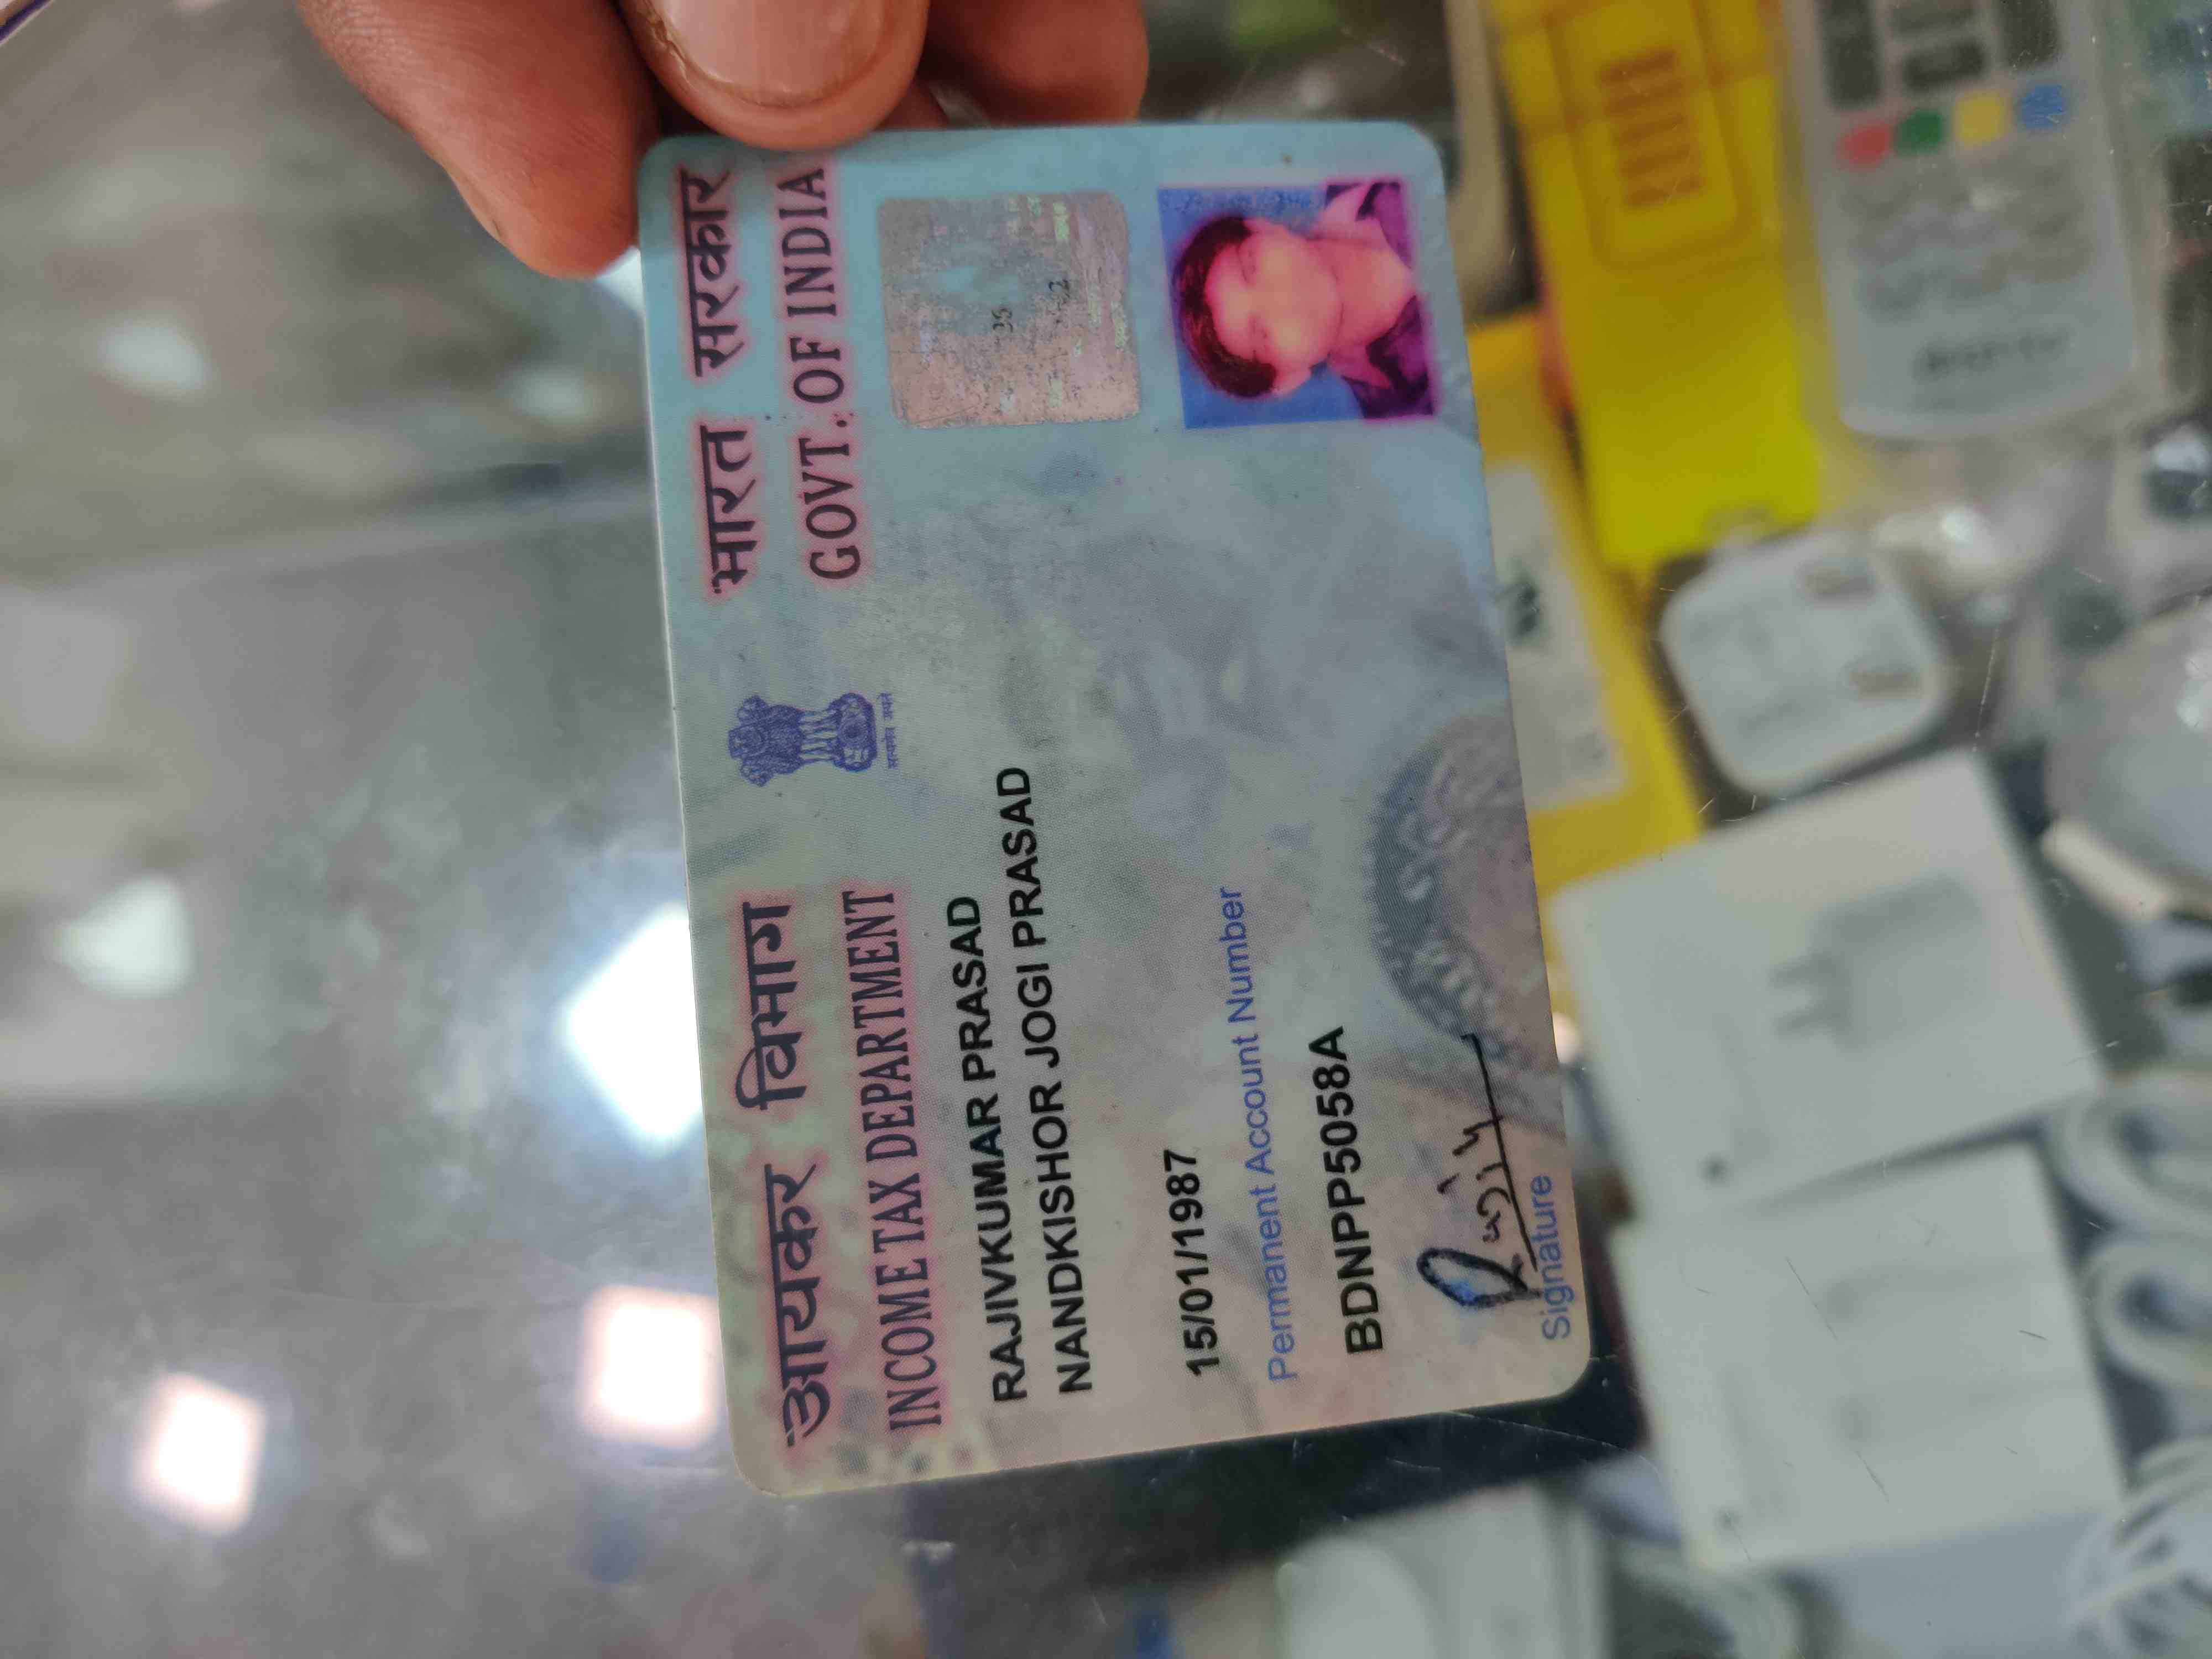 आयकर विभाग
INCOME TAX DEPARTMENT
सत्यमेव जयते
भारत सरकार
GOVT. OF INDIA
RAJIVKUMAR PRASAD
NANDKISHOR JOGI PRASAD
15/01/1987
Permanent Account Number
BDNPP5058A
Rajiv
Signature